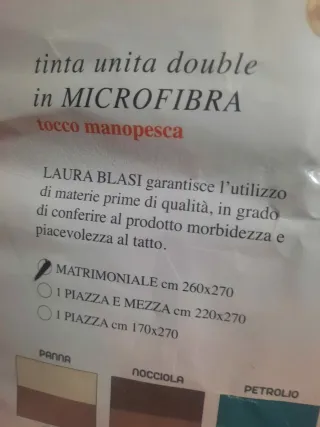 tinta unita double
in MICROFIBRA
tocco manopesca
LAURA BLASI garantisce l'utilizzo
di materie prime di qualità, in grado
di conferire al prodotto morbidezza e
piacevolezza al tatto.
MATRIMONIALE cm 260x270
1 PIAZZA E MEZZA cm 220x270
1 PIAZZA cm 170x270
PANNA
NOCCIOLA
PETROLIO